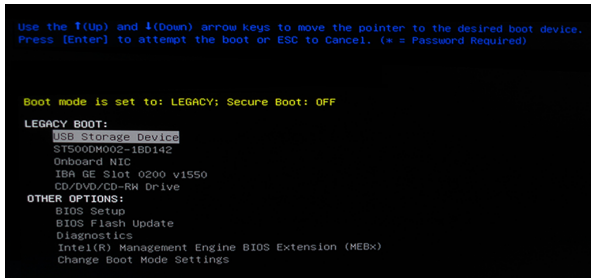 Use the ↑(Up) and ↓(Down) arrow keys to move the pointer to the desired boot device.
Press [Enter] to attempt the boot or ESC to Cancel. (* = Password Required)
Boot mode is set to: LEGACY; Secure Boot: OFF
LEGACY BOOT:
USB Storage Device
ST500DM002-1BD142
Onboard NIC
IBA GE Slot 0200 v1550
CD/DVD/CD-RW Drive
OTHER OPTIONS:
BIOS Setup
BIOS Flash Update
Diagnostics
Intel(R) Management Engine BIOS Extension (MEBx)
Change Boot Mode Settings